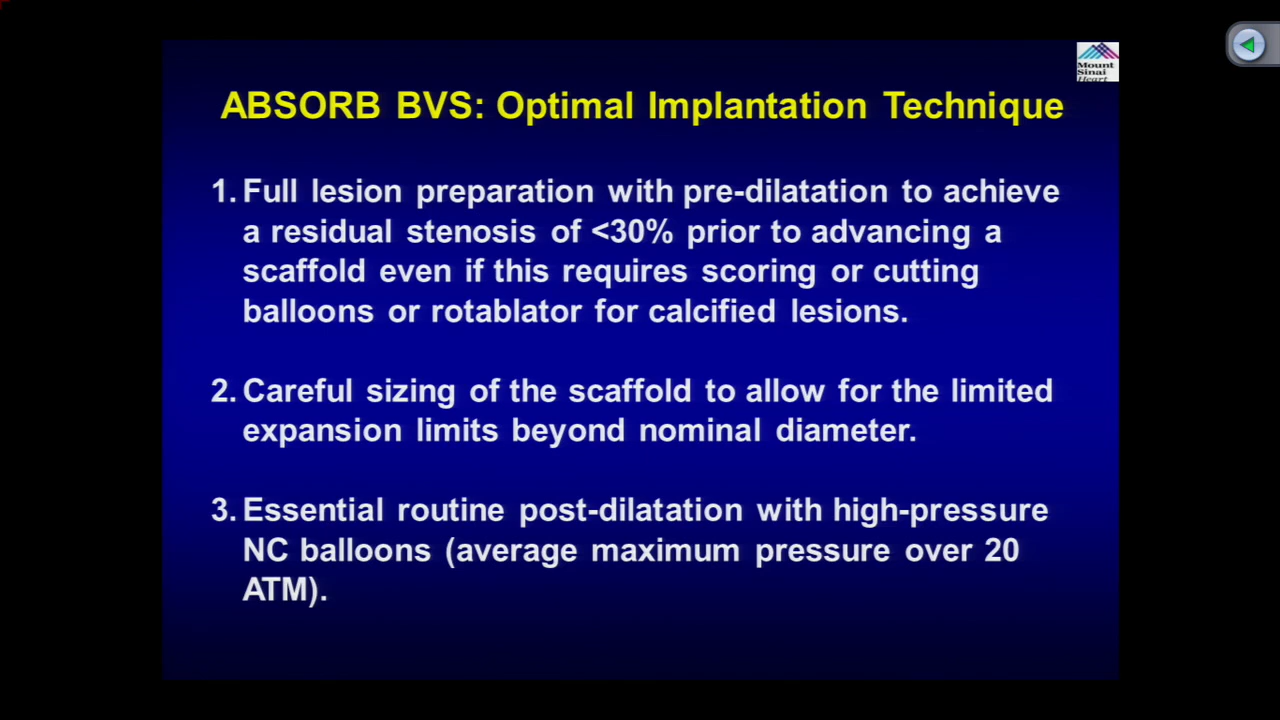 Mount
Sinai
Heart
ABSORB BVS: Optimal Implantation Technique
1. Full lesion preparation with pre-dilatation to achieve
a residual stenosis of <30% prior to advancing a
scaffold even if this requires scoring or cutting
balloons or rotablator for calcified lesions.
2. Careful sizing of the scaffold to allow for the limited
expansion limits beyond nominal diameter.
3. Essential routine post-dilatation with high-pressure
NC balloons (average maximum pressure over 20
ATM).